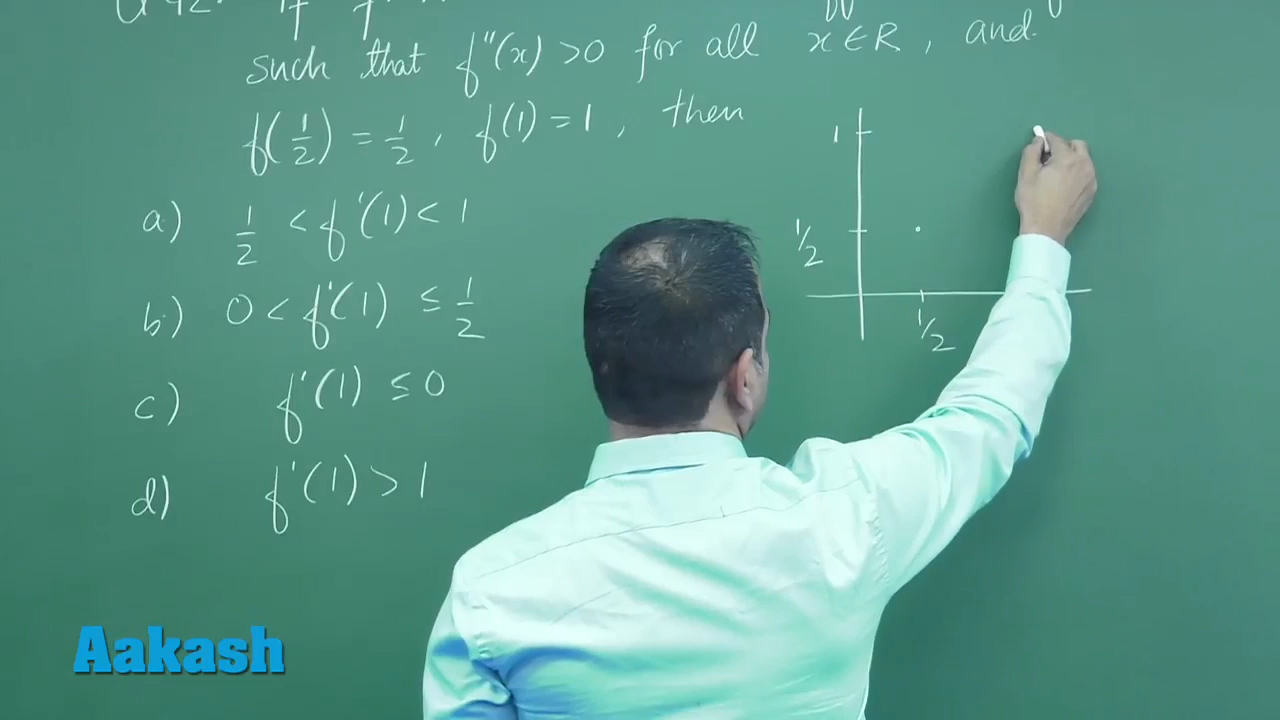 such that f''(x) > 0 for all x ∈ R, and
f(1/2) = 1/2, f(1) = 1, then
a) 1/2 < f'(1) < 1
b) 0 < f'(1) ≤ 1/2
c) f'(1) ≤ 0
d) f'(1) > 1
1
1/2
1/2
Aakash